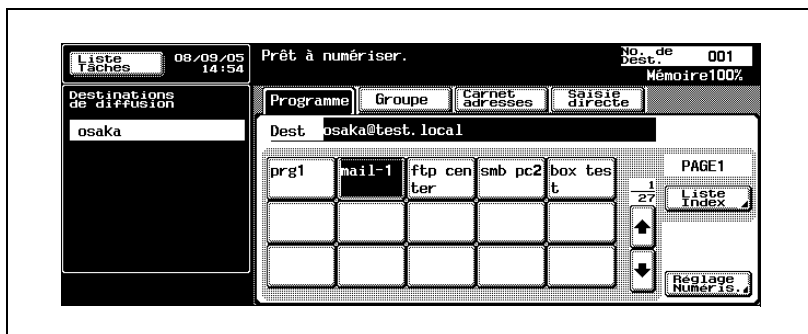 Liste
Tâches
08/09/05
14:54
Prêt à numériser.
No. de
Dest.
001
Mémoire100%
Destinations
de diffusion
osaka
Programme
Groupe
Carnet
adresses
Saisie
directe
Dest osaka@test.local
prg1
mail-1
ftp cen
ter
smb pc2
box tes
t
1
27
PAGE1
Liste
Index
Réglage
Numéris.